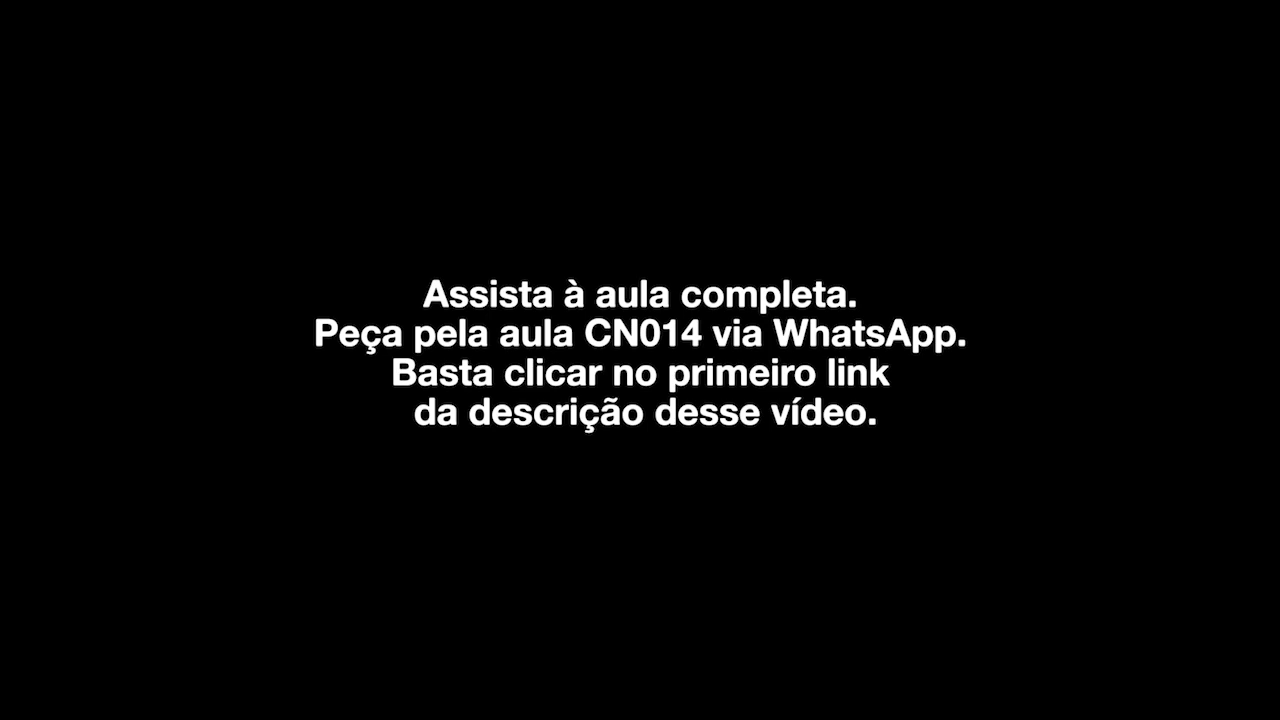 Assista à aula completa.
Peça pela aula CN014 via WhatsApp.
Basta clicar no primeiro link
da descrição desse vídeo.